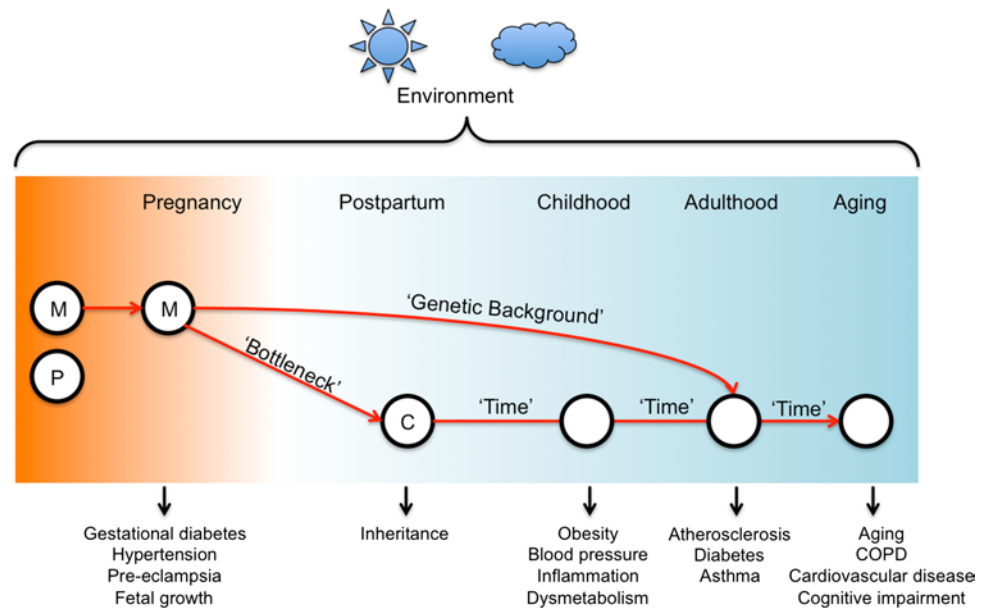 Environment
Pregnancy
Postpartum
Childhood
Adulthood
Aging
M
M
P
'Genetic Background'
'Bottleneck'
C
'Time'
'Time'
'Time'
Gestational diabetes
Hypertension
Pre-eclampsia
Fetal growth
Inheritance
Obesity
Blood pressure
Inflammation
Dysmetabolism
Atherosclerosis
Diabetes
Asthma
Aging
COPD
Cardiovascular disease
Cognitive impairment